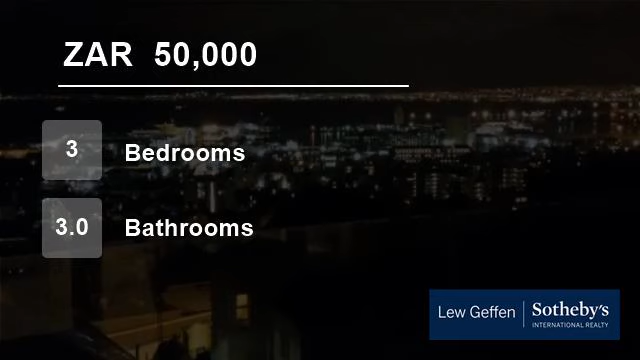 ZAR 50,000
3 Bedrooms
3.0 Bathrooms
Lew Geffen | Sotheby's
INTERNATIONAL REALTY